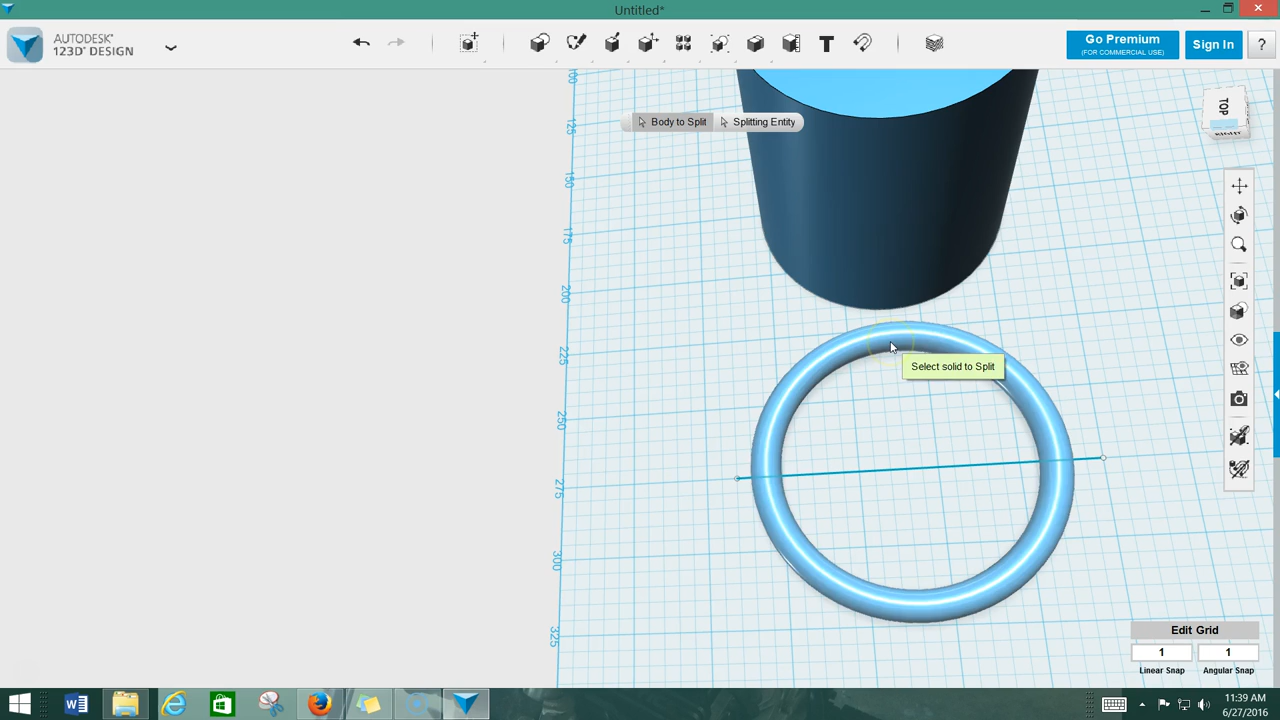 Untitled*
AUTODESK
123D® DESIGN
Go Premium
(FOR COMMERCIAL USE)
Sign In
?
T
Body to Split
Splitting Entity
TOP
RIGHT
100
125
150
175
200
225
250
275
300
325
Select solid to Split
Edit Grid
1
1
Linear Snap
Angular Snap
11:39 AM
6/27/2016